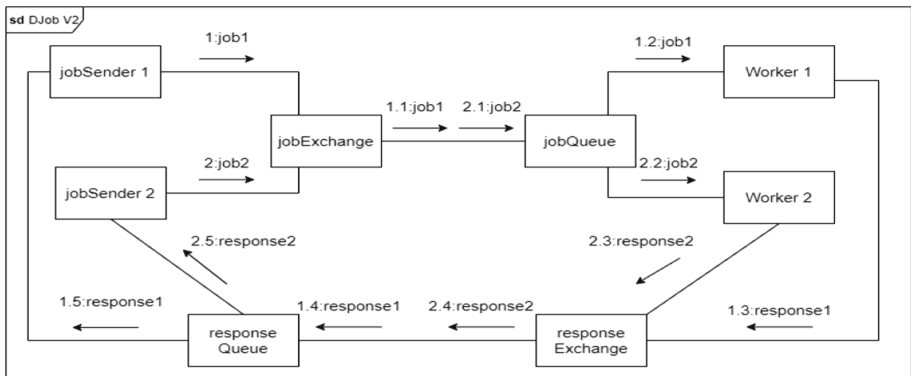 sd DJob V2
1:job1
1.2:job1
jobSender 1
Worker 1
1.1:job1
2.1:job2
jobExchange
jobQueue
2:job2
2.2:job2
jobSender 2
Worker 2
2.5:response2
2.3:response2
1.5:response1
1.4:response1
2.4:response2
1.3:response1
response
Queue
response
Exchange